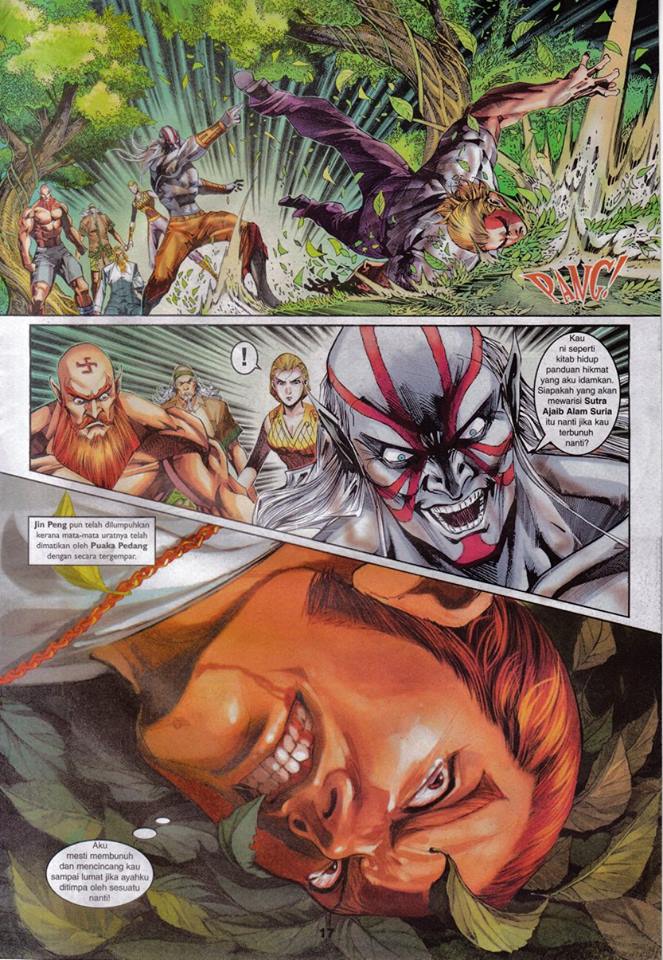 PANG!
!
Kau
ni seperti
kitab hidup
panduan hikmat
yang aku idamkan.
Siapakah yang akan
mewarisi Sutra
Ajaib Alam Suria
itu nanti jika kau
terbunuh
nanti?
Jin Peng pun telah dilumpuhkan
kerana mata-mata uratnya telah
dimatikan oleh Puaka Pedang
dengan secara tergempar.
Aku
mesti membunuh
dan mencincang kau
sampai lumat jika ayahku
ditimpa oleh sesuatu
nanti!
17